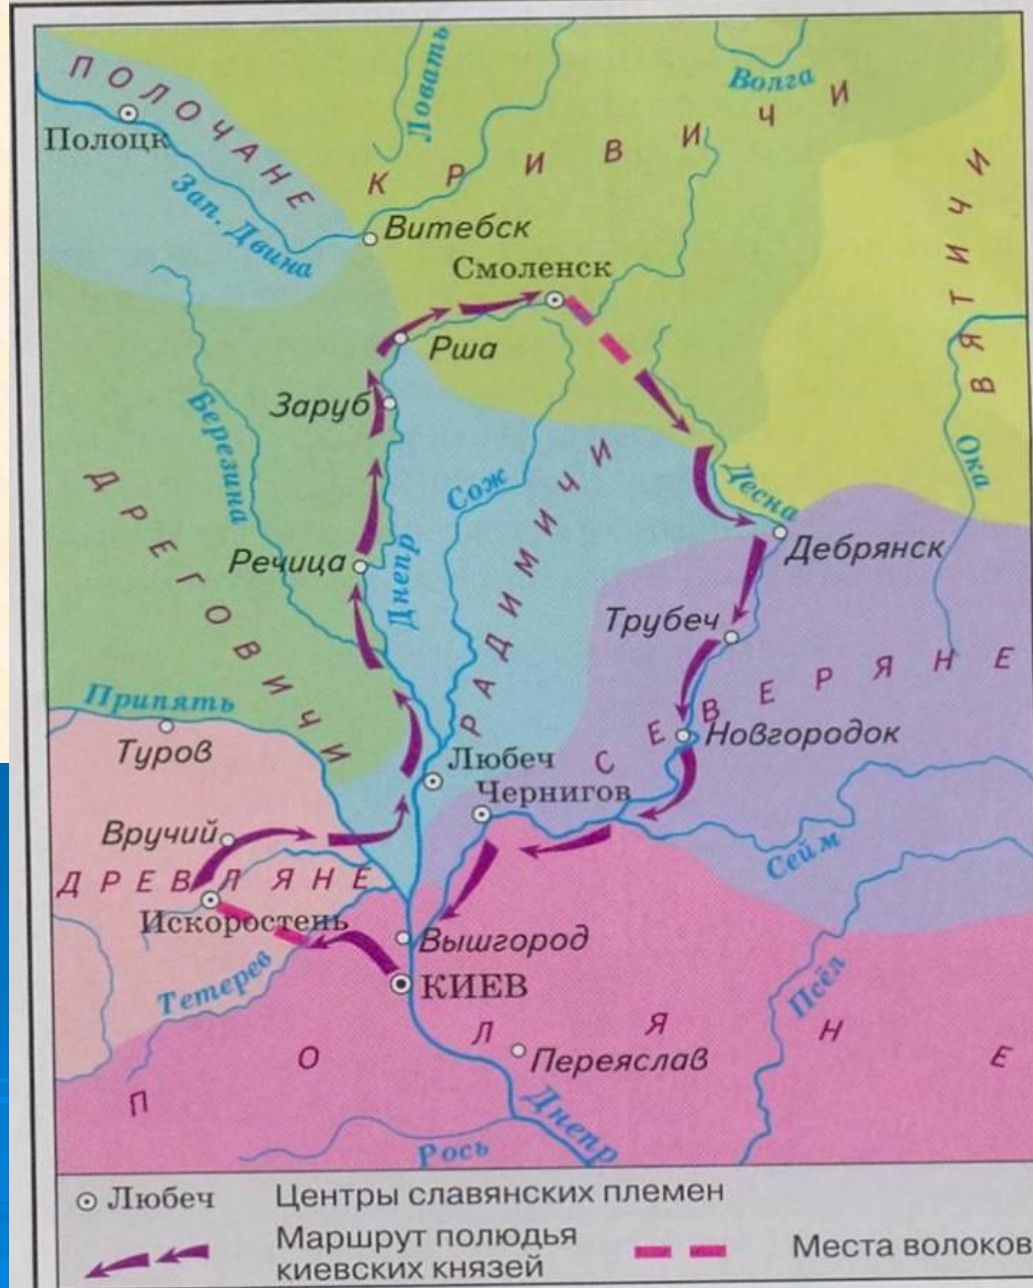 ПОЛОЧАНЕ
Полоцк
Ловать
Волга
КРИВИЧИ
ВЯТИЧИ
Зап. Двина
Витебск
Смоленск
Рша
Заруб
Березина
Сож
Десна
Ока
ДРЕГОВИЧИ
Речица
Днепр
РАДИМИЧИ
Дебрянск
Трубеч
СЕВЕРЯНЕ
Припять
Туров
Новгородок
Любеч
Чернигов
Вручий
Сейм
ДРЕВЛЯНЕ
Искоростень
Вышгород
Тетерев
КИЕВ
Псёл
ПОЛЯНЕ
Переяслав
Днепр
Рось
Любеч Центры славянских племен
Маршрут полюдья
киевских князей
Места волоков